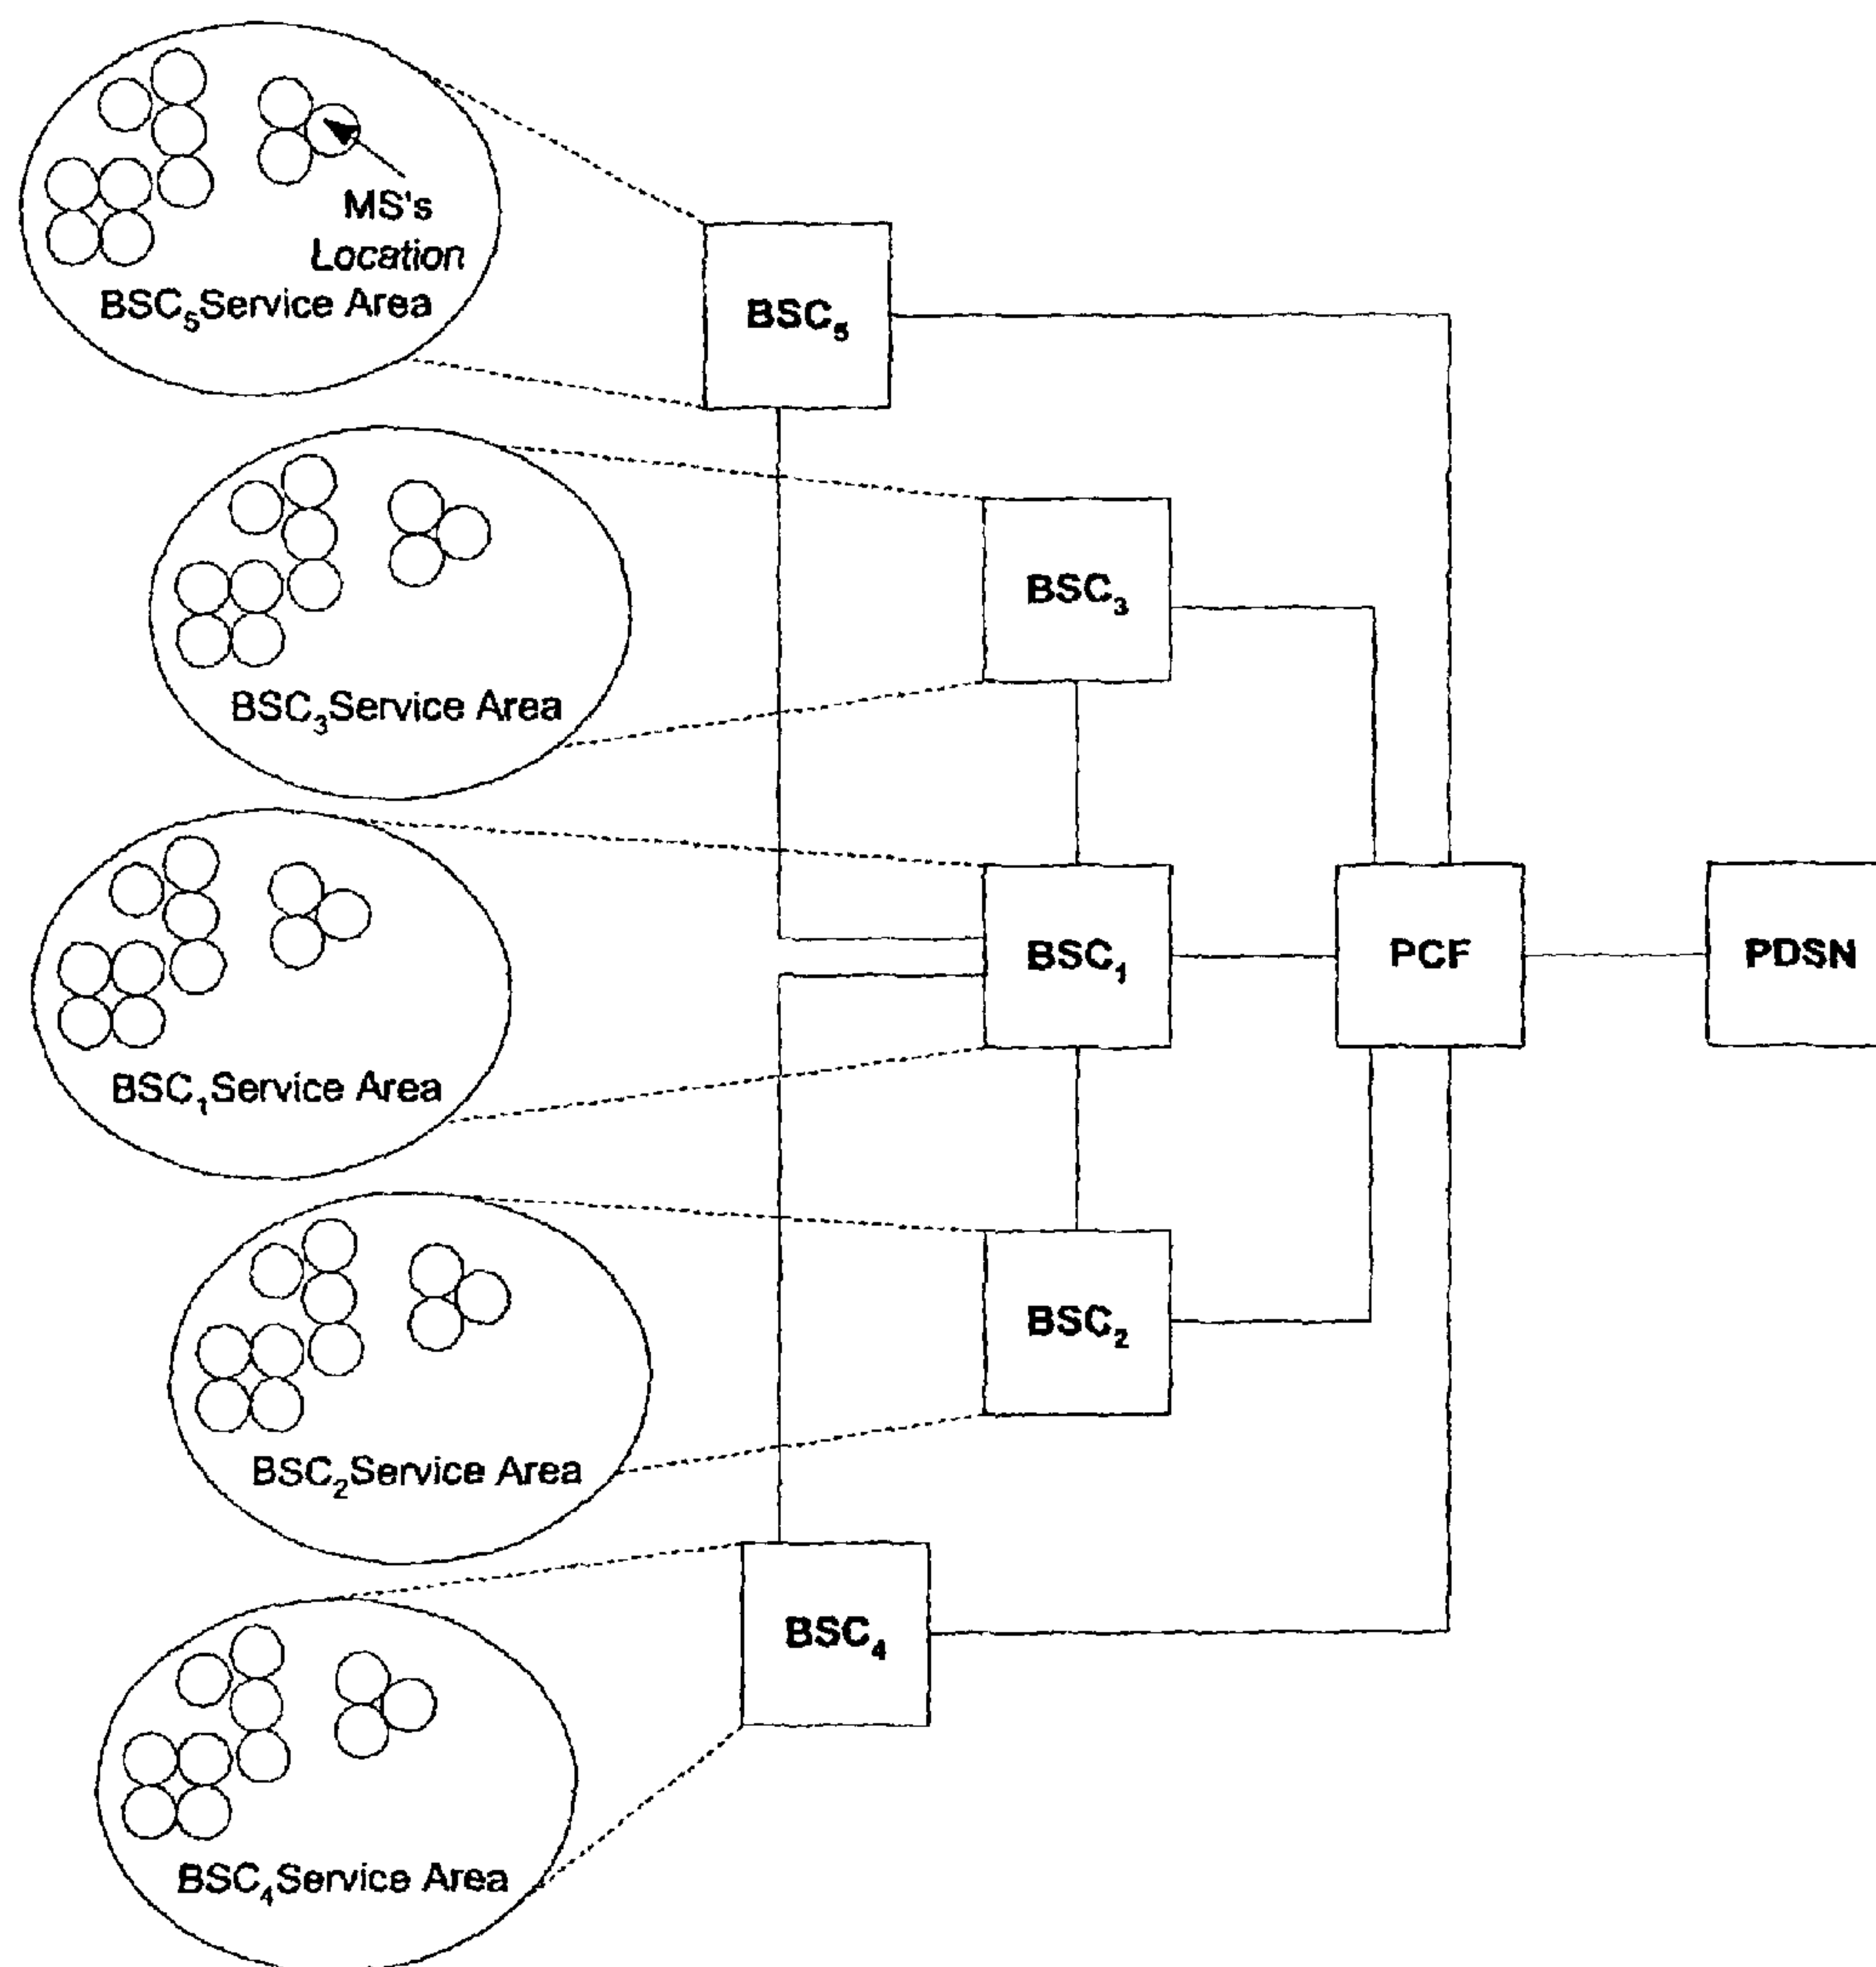 MS's
Location
BSC₅Service Area
BSC₅
BSC₃
BSC₃Service Area
BSC₁
PCF
PDSN
BSC₁Service Area
BSC₂
BSC₂Service Area
BSC₄
BSC₄Service Area